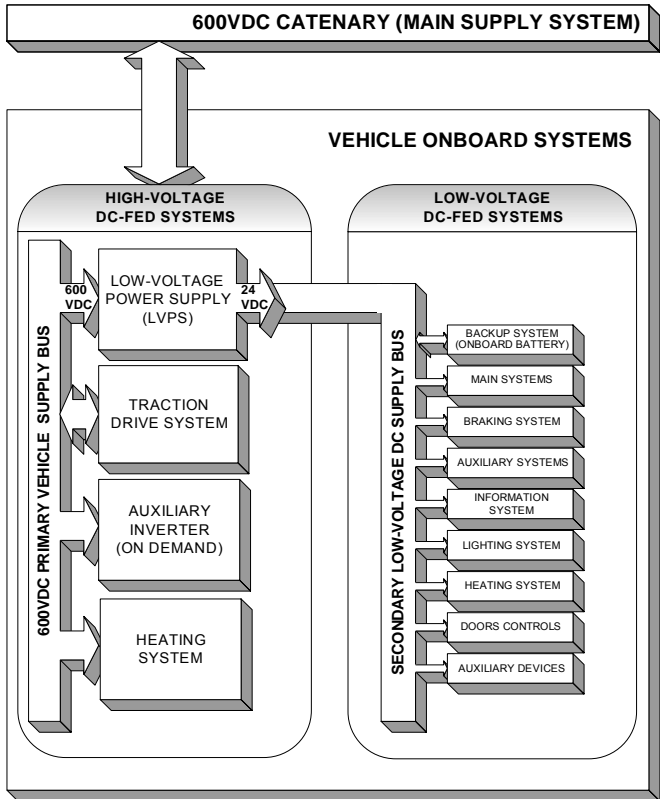 600VDC CATENARY (MAIN SUPPLY SYSTEM)
VEHICLE ONBOARD SYSTEMS
HIGH-VOLTAGE
DC-FED SYSTEMS
600VDC PRIMARY VEHICLE SUPPLY BUS
600
VDC
LOW-VOLTAGE
POWER SUPPLY
(LVPS)
24
VDC
TRACTION
DRIVE SYSTEM
AUXILIARY
INVERTER
(ON DEMAND)
HEATING
SYSTEM
LOW-VOLTAGE
DC-FED SYSTEMS
SECONDARY LOW-VOLTAGE DC SUPPLY BUS
BACKUP SYSTEM
(ONBOARD BATTERY)
MAIN SYSTEMS
BRAKING SYSTEM
AUXILIARY SYSTEMS
INFORMATION
SYSTEM
LIGHTING SYSTEM
HEATING SYSTEM
DOORS CONTROLS
AUXILIARY DEVICES